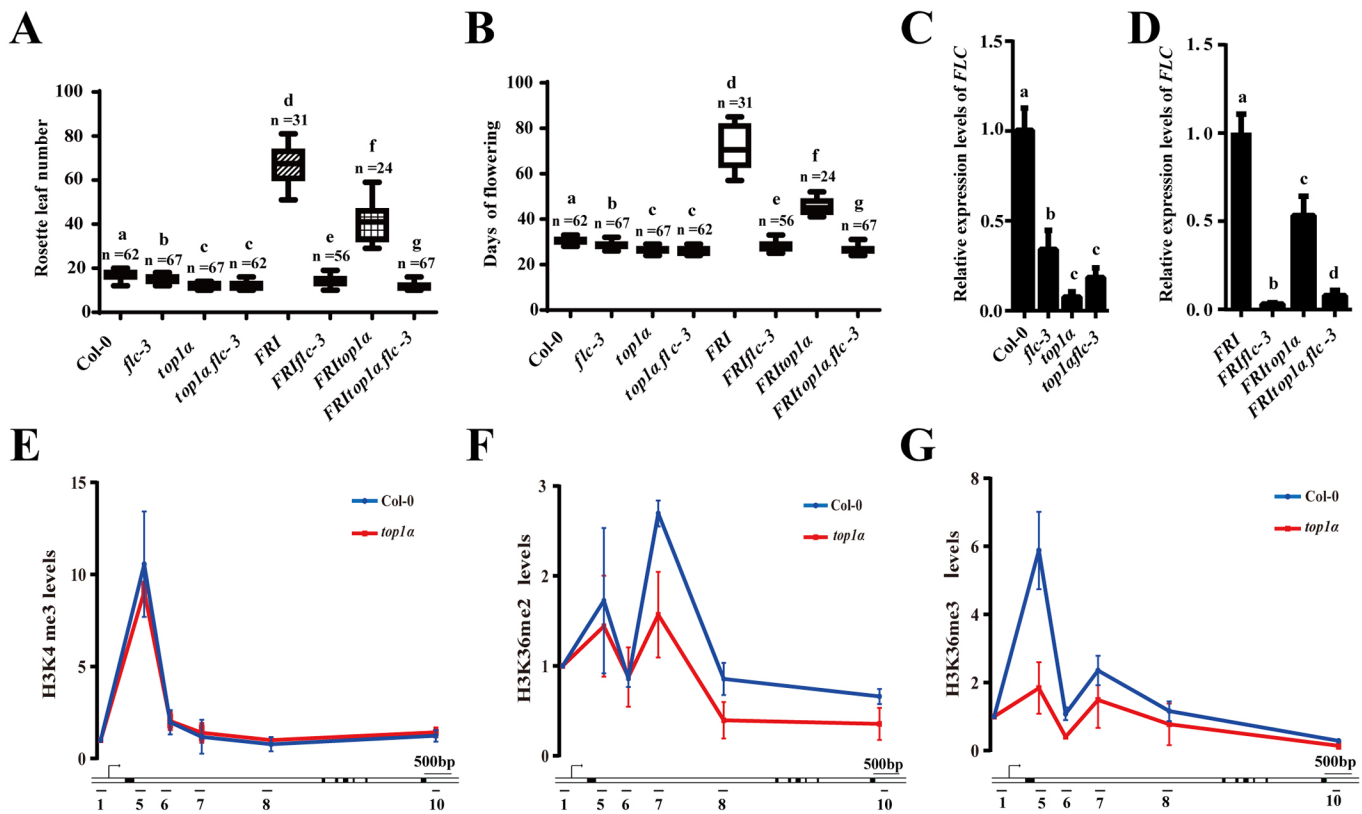 A
Rosette leaf number
100
80
60
40
20
0
a
n =62
b
n =67
c
n =67
c
n =62
d
n =31
e
n =56
f
n =24
g
n =67
Col-0
flc-3
top1α
top1α flc-3
FRI
FRIflc-3
FRItop1α
FRItop1α flc-3
B
Days of flowering
100
80
60
40
20
0
a
n =62
b
n =67
c
n =67
c
n =62
d
n =31
e
n =56
f
n =24
g
n =67
Col-0
flc-3
top1α
top1α flc-3
FRI
FRIflc-3
FRItop1α
FRItop1α flc-3
C
Relative expression levels of FLC
1.5
1.0
0.5
0.0
a
b
c
c
Col-0
flc-3
top1α
top1αflc-3
D
Relative expression levels of FLC
1.5
1.0
0.5
0.0
a
b
c
d
FRI
FRIflc-3
FRItop1α
FRItop1α flc-3
E
H3K4 me3 levels
15
10
5
0
Col-0
top1α
500bp
1 5 6 7 8 10
F
H3K36me2 levels
3
2
1
0
Col-0
top1α
500bp
1 5 6 7 8 10
G
H3K36me3 levels
8
6
4
2
0
Col-0
top1α
500bp
1 5 6 7 8 10